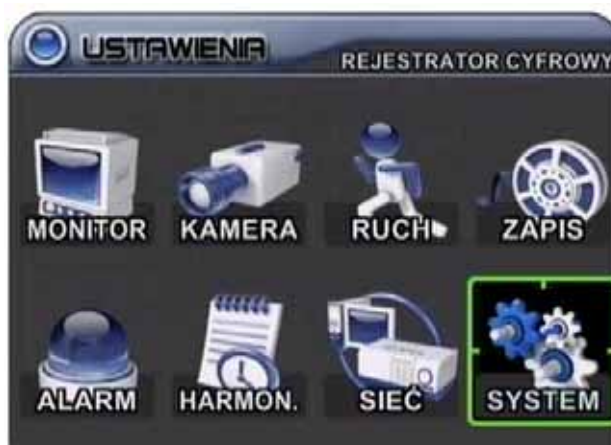 USTAWIENIA
REJESTRATOR CYFROWY
MONITOR KAMERA RUCH ZAPIS
ALARM HARMON. SIEĆ SYSTEM